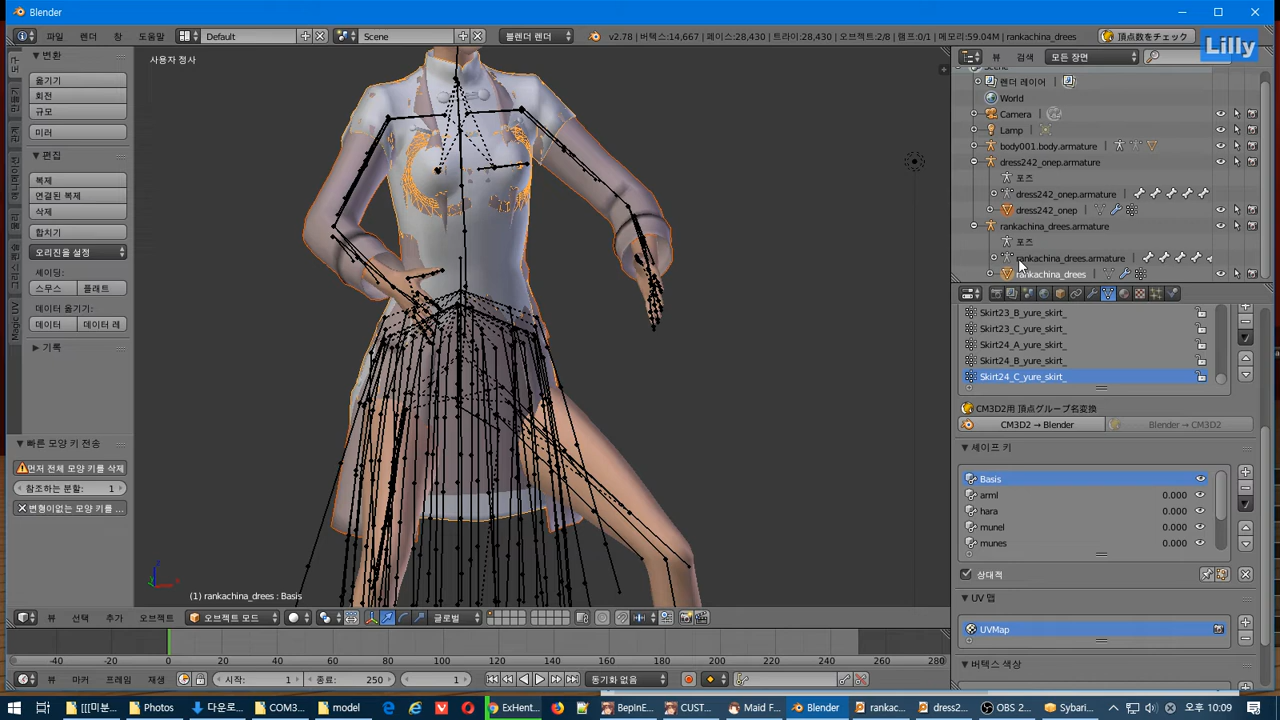 Blender
파일 렌더 창 도움말 Default Scene 블렌더 렌더 v2.78 | 버텍스:14,667 | 페이스:28,430 | 트라이:28,430 | 오브젝트:2/8 | 램프:0/1 | 메모리:59.04M | rankachina_drees 頂点数をチェック
Lilly
변환
옮기기
회전
규모
미러
편집
복제
연결된 복제
삭제
합치기
오리진을 설정
셰이딩:
스무스 플래트
데이터 옮기기:
데이터 데이터 레
기록
Magic UV
빠른 모양 키 전송
먼저 전체 모양 키를 삭제
참조하는 분할: 1
변형이없는 모양 키를 ...
사용자 정사
(1) rankachina_drees : Basis
뷰 선택 추가 오브젝트 오브젝트 모드 글로벌
-40 -20 0 20 40 60 80 100 120 140 160 180 200 220 240 260 280
뷰 마커 프레임 재생 시작: 1 종료: 250 1 동기화 없음
뷰 검색 모든 장면
렌더 레이어
World
Camera
Lamp
body001.body.armature
dress242_onep.armature
포즈
dress242_onep.armature
dress242_onep
rankachina_drees.armature
포즈
rankachina_drees.armature
rankachina_drees
Skirt23_B_yure_skirt_
Skirt23_C_yure_skirt_
Skirt24_A_yure_skirt_
Skirt24_B_yure_skirt_
Skirt24_C_yure_skirt_
CM3D2用 頂点グループ名変換
CM3D2 → Blender Blender → CM3D2
셰이프 키
Basis
arml 0.000
hara 0.000
munel 0.000
munes 0.000
상대적
UV 맵
UVMap
버텍스 색상
[[[미분... Photos 다운로... COM3... model ExHent... BepInE... CUST... Maid F... Blender rankac... dress2... OBS 2... Sybari... 오후 10:09